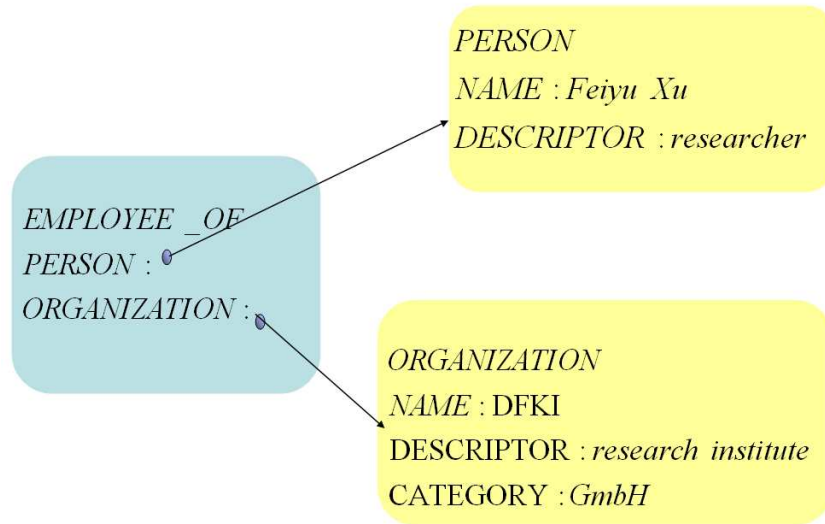 PERSON
NAME : Feiyu Xu
DESCRIPTOR : researcher
EMPLOYEE _OF
PERSON :
ORGANIZATION :
ORGANIZATION
NAME : DFKI
DESCRIPTOR : research institute
CATEGORY : GmbH